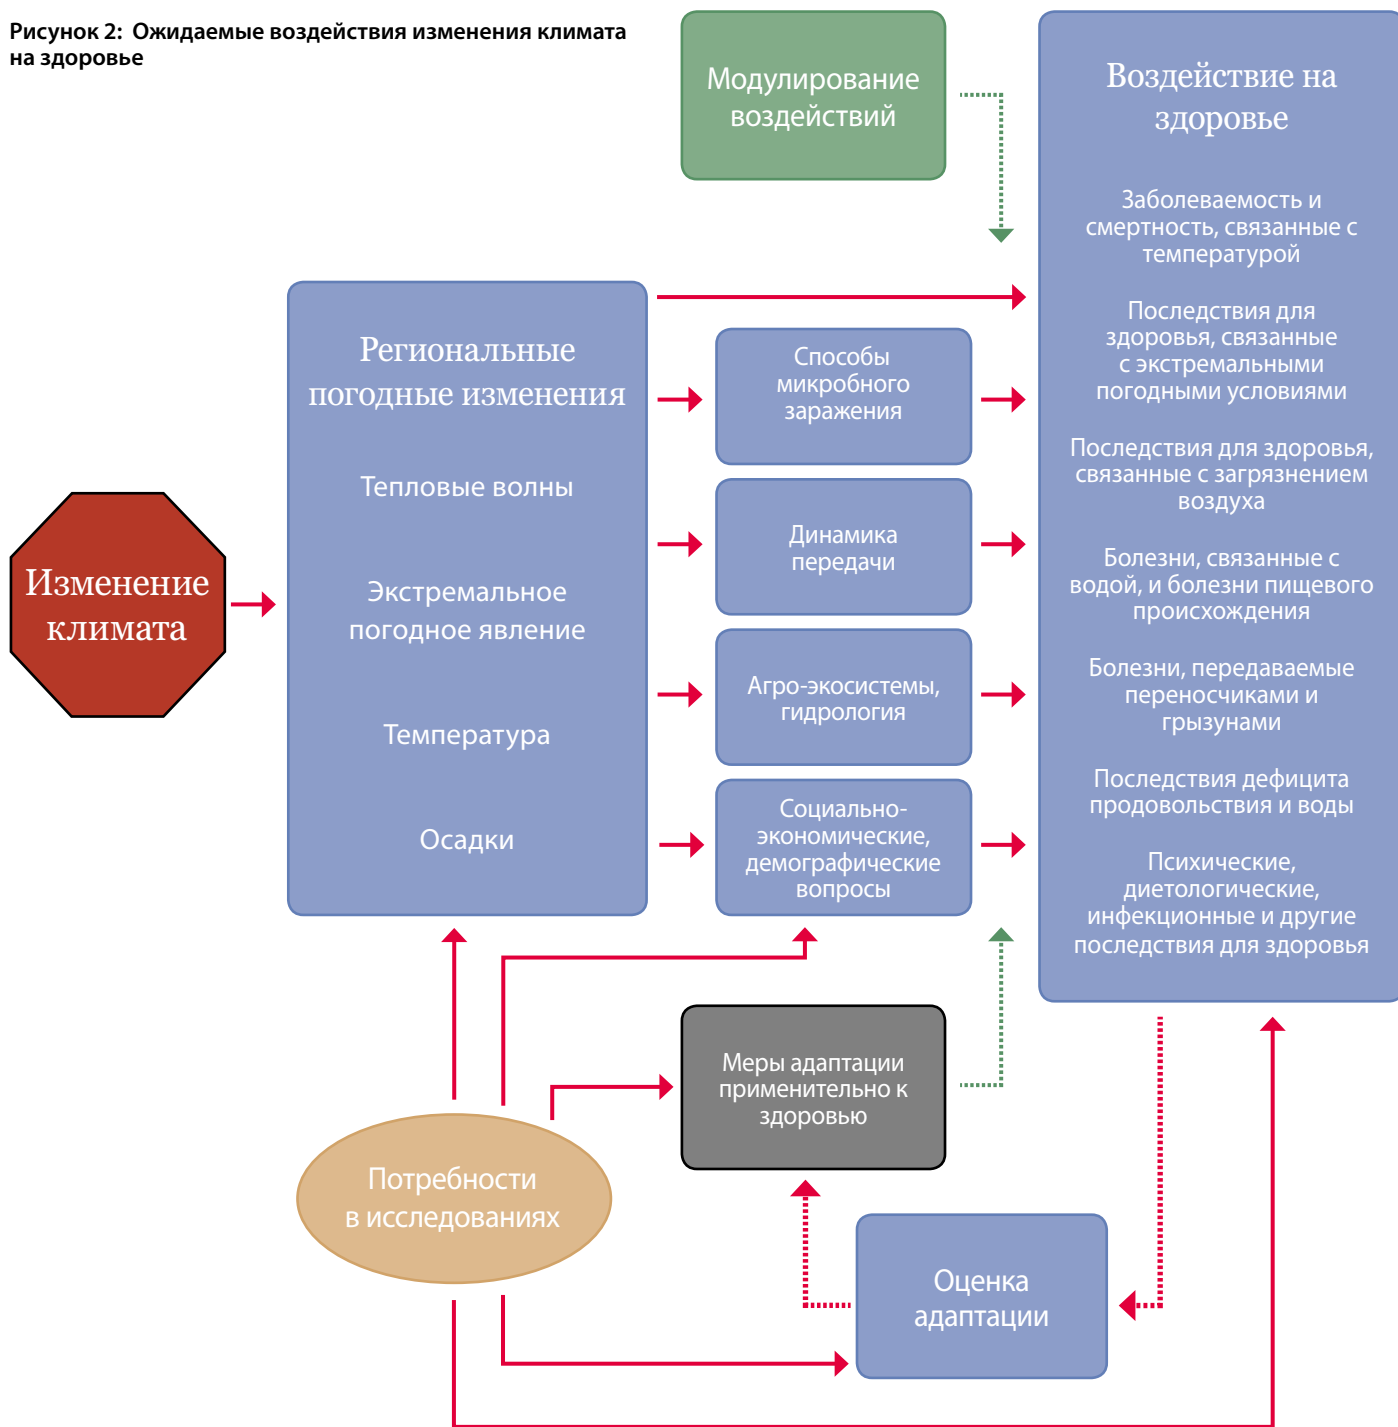 Рисунок 2: Ожидаемые воздействия изменения климата
на здоровье
Модулирование
воздействий
Воздействие на
здоровье
Заболеваемость и
смертность, связанные с
температурой
Последствия для
здоровья, связанные
с экстремальными
погодными условиями
Последствия для здоровья,
связанные с загрязнением
воздуха
Болезни, связанные с
водой, и болезни пищевого
происхождения
Болезни, передаваемые
переносчиками и
грызунами
Последствия дефицита
продовольствия и воды
Психические,
диетологические,
инфекционные и другие
последствия для здоровья
Региональные
погодные изменения
Тепловые волны
Экстремальное
погодное явление
Температура
Осадки
Способы
микробного
заражения
Динамика
передачи
Агро-экосистемы,
гидрология
Социально-
экономические,
демографические
вопросы
Изменение
климата
Меры адаптации
применительно к
здоровью
Потребности
в исследованиях
Оценка
адаптации